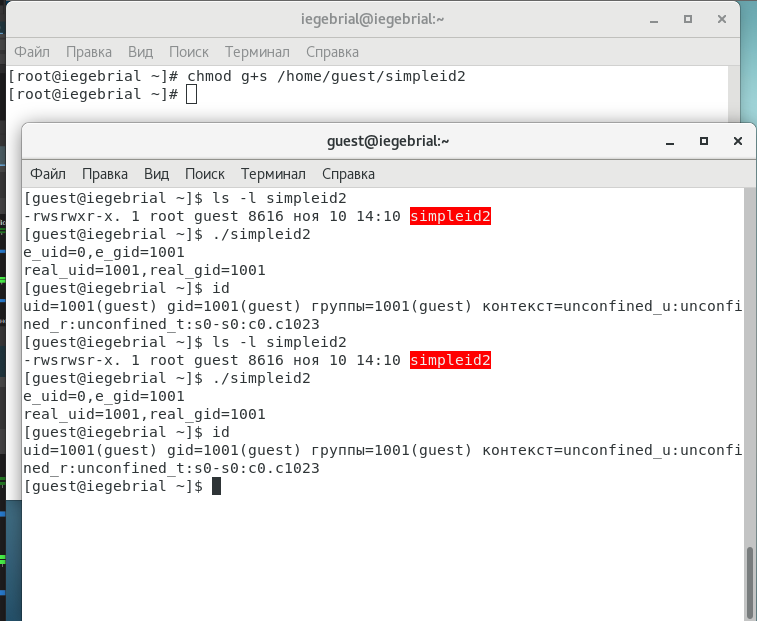 iegebrial@iegebrial:~
Файл Правка Вид Поиск Терминал Справка
[root@iegebrial ~]# chmod g+s /home/guest/simpleid2
[root@iegebrial ~]#
guest@iegebrial:~
Файл Правка Вид Поиск Терминал Справка
[guest@iegebrial ~]$ ls -l simpleid2
-rwsrwxr-x. 1 root guest 8616 ноя 10 14:10 simpleid2
[guest@iegebrial ~]$ ./simpleid2
e_uid=0,e_gid=1001
real_uid=1001,real_gid=1001
[guest@iegebrial ~]$ id
uid=1001(guest) gid=1001(guest) группы=1001(guest) контекст=unconfined_u:unconfi
ned_r:unconfined_t:s0-s0:c0.c1023
[guest@iegebrial ~]$ ls -l simpleid2
-rwsrwsr-x. 1 root guest 8616 ноя 10 14:10 simpleid2
[guest@iegebrial ~]$ ./simpleid2
e_uid=0,e_gid=1001
real_uid=1001,real_gid=1001
[guest@iegebrial ~]$ id
uid=1001(guest) gid=1001(guest) группы=1001(guest) контекст=unconfined_u:unconfi
ned_r:unconfined_t:s0-s0:c0.c1023
[guest@iegebrial ~]$